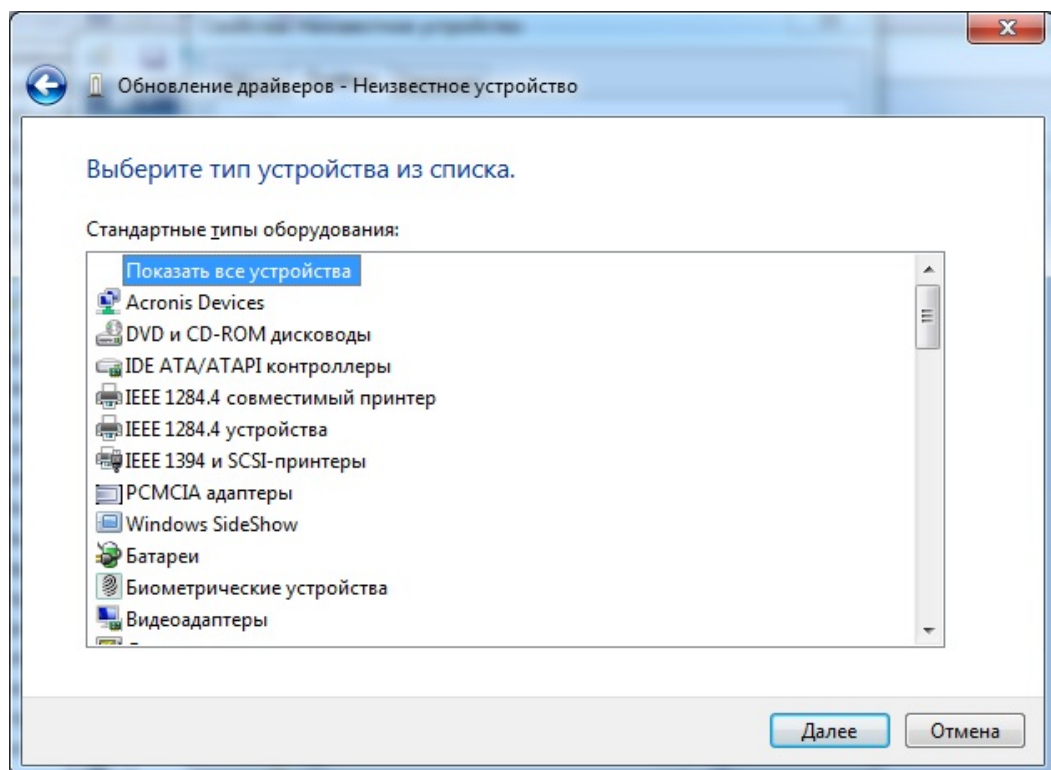 Обновление драйверов - Неизвестное устройство
Выберите тип устройства из списка.
Стандартные типы оборудования:
Показать все устройства
Acronis Devices
DVD и CD-ROM дисководы
IDE ATA/ATAPI контроллеры
IEEE 1284.4 совместимый принтер
IEEE 1284.4 устройства
IEEE 1394 и SCSI-принтеры
PCMCIA адаптеры
Windows SideShow
Батареи
Биометрические устройства
Видеоадаптеры
Далее
Отмена